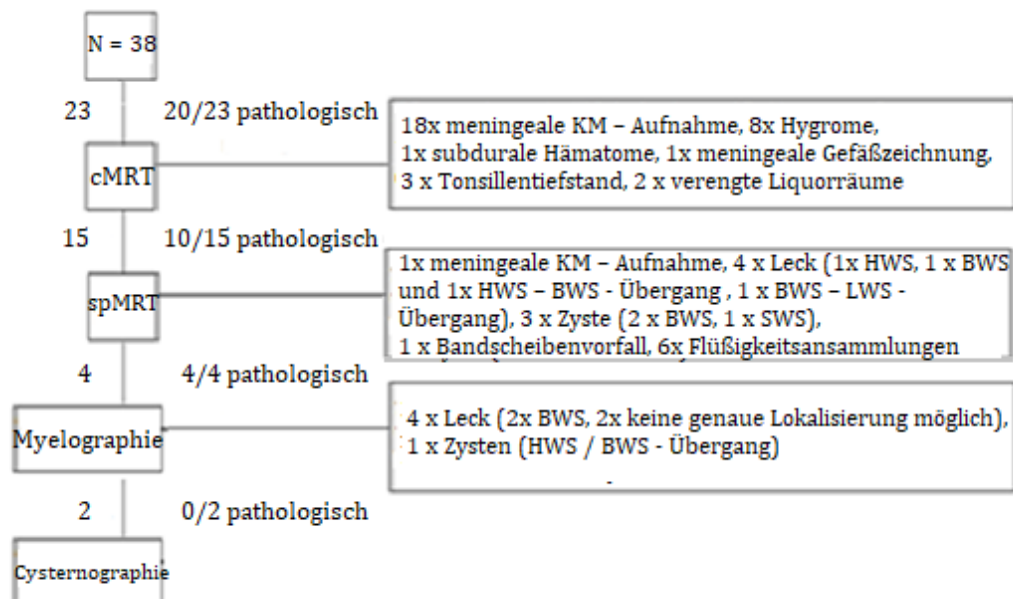 N = 38
23 20/23 pathologisch
18x meningeale KM – Aufnahme, 8x Hygrome,
1x subdurale Hämatome, 1x meningeale Gefäßzeichnung,
3 x Tonsillentiefstand, 2 x verengte Liquorräume
cMRT
15 10/15 pathologisch
1x meningeale KM – Aufnahme, 4 x Leck (1x HWS, 1 x BWS
und 1x HWS – BWS - Übergang , 1 x BWS – LWS -
Übergang), 3 x Zyste (2 x BWS, 1 x SWS),
1 x Bandscheibenvorfall, 6x Flüßigkeitsansammlungen
spMRT
4 4/4 pathologisch
4 x Leck (2x BWS, 2x keine genaue Lokalisierung möglich),
1 x Zysten (HWS / BWS - Übergang)
Myelographie
2 0/2 pathologisch
Cysternographie